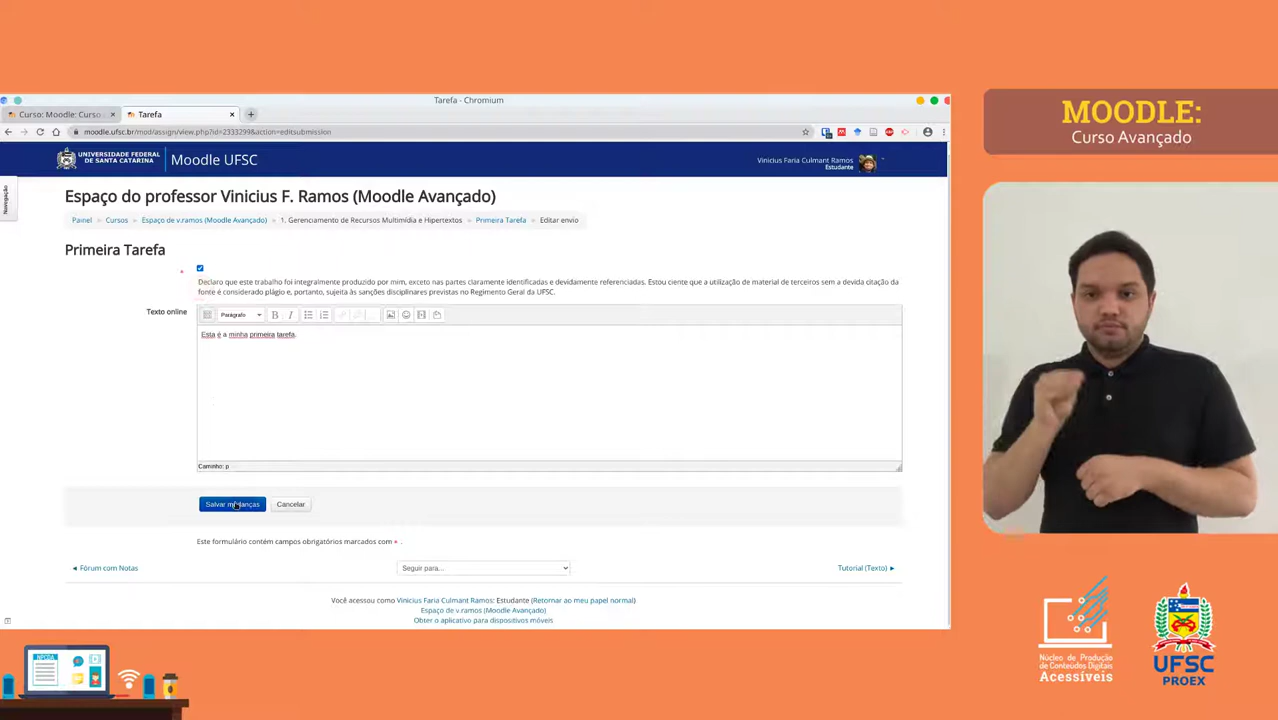 Tarefa - Chromium
Curso: Moodle: Curso
Tarefa
moodle.ufsc.br/mod/assign/view.php?id=2333299&action=editsubmission
UNIVERSIDADE FEDERAL
DE SANTA CATARINA
Moodle UFSC
Vinicius Faria Culmant Ramos
Estudante
Navegação
Espaço do professor Vinicius F. Ramos (Moodle Avançado)
Painel Cursos Espaço de v.ramos (Moodle Avançado) 1. Gerenciamento de Recursos Multimídia e Hipertextos Primeira Tarefa Editar envio
Primeira Tarefa
Declaro que este trabalho foi integralmente produzido por mim, exceto nas partes claramente identificadas e devidamente referenciadas. Estou ciente que a utilização de material de terceiros sem a devida citação da
fonte é considerado plágio e, portanto, sujeita às sanções disciplinares previstas no Regimento Geral da UFSC.
Texto online
Parágrafo
Esta é a minha primeira tarefa.
Caminho: p
Salvar mudanças Cancelar
Este formulário contém campos obrigatórios marcados com * .
◄ Fórum com Notas
Seguir para...
Tutorial (Texto) ►
Você acessou como Vinicius Faria Culmant Ramos: Estudante (Retornar ao meu papel normal)
Espaço de v.ramos (Moodle Avançado)
Obter o aplicativo para dispositivos móveis
MOODLE:
Curso Avançado
NPCDA
Núcleo de Produção
de Conteúdos Digitais
Acessíveis
UFSC
PROEX